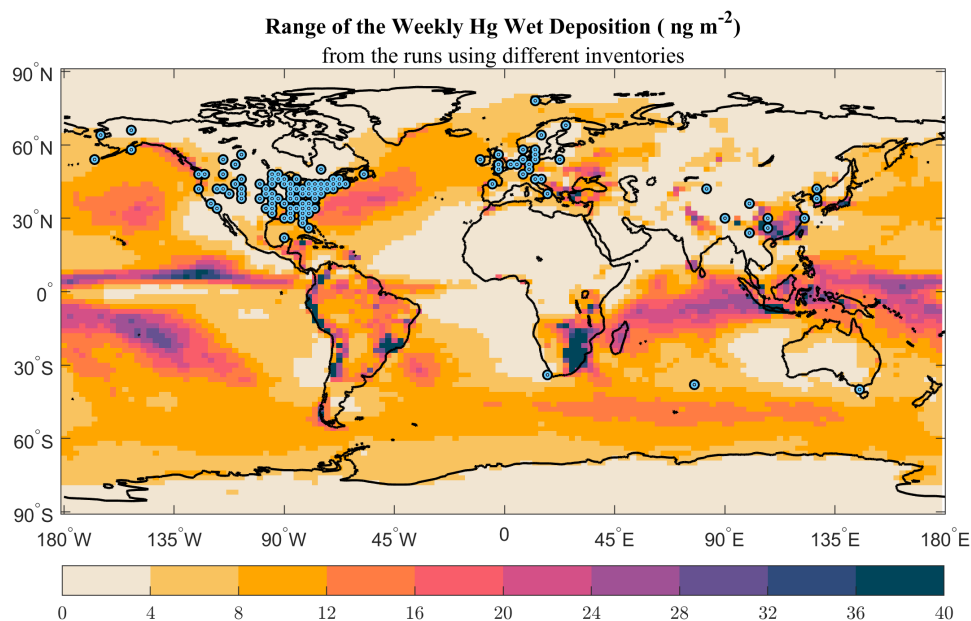 Range of the Weekly Hg Wet Deposition ( ng m⁻²)
from the runs using different inventories
90°N
60°N
30°N
0°
30°S
60°S
90°S
180°W 135°W 90°W 45°W 0 45°E 90°E 135°E 180°E
0 4 8 12 16 20 24 28 32 36 40